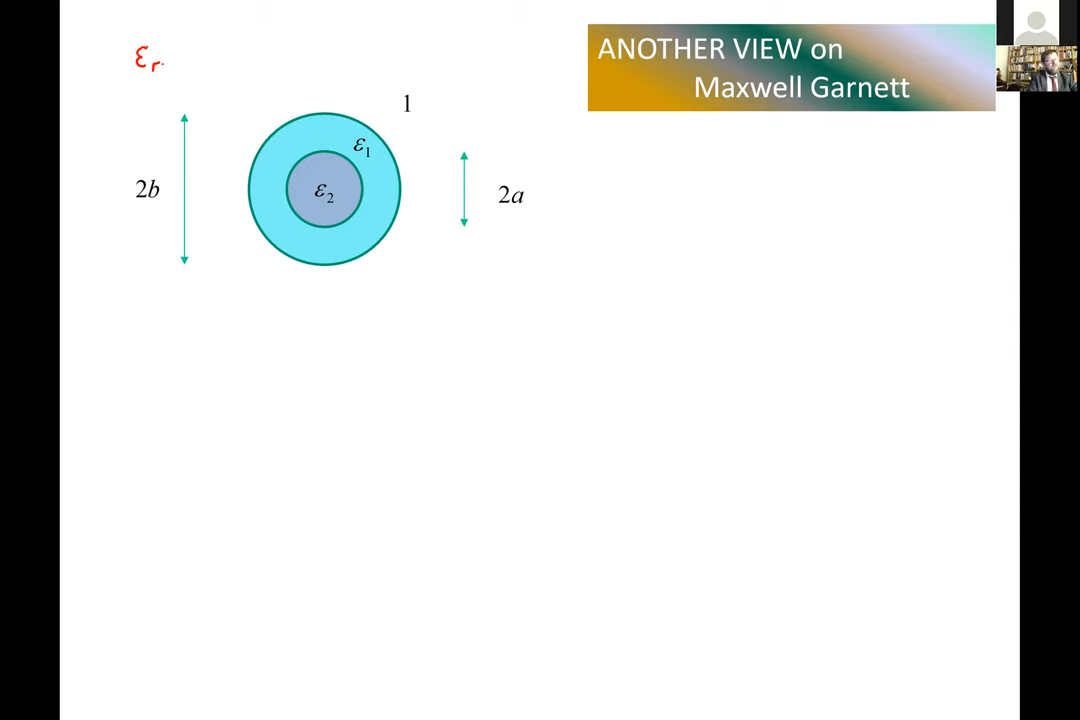 εr.
ANOTHER VIEW on
Maxwell Garnett
1
ε1
2b
ε2
2a